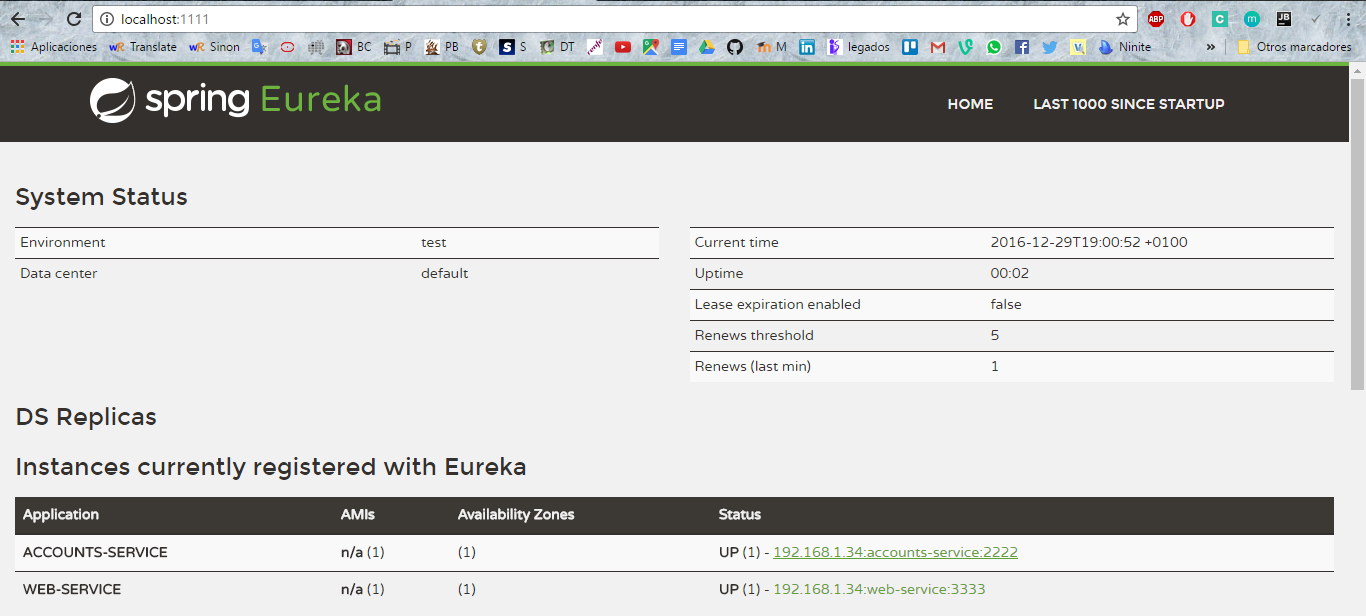 localhost:1111
ABP C m JB
Aplicaciones wR Translate wR Sinon BC P PB S S DT M legados Ninite » Otros marcadores
spring Eureka HOME LAST 1000 SINCE STARTUP
System Status
Environment test
Data center default
Current time 2016-12-29T19:00:52 +0100
Uptime 00:02
Lease expiration enabled false
Renews threshold 5
Renews (last min) 1
DS Replicas
Instances currently registered with Eureka
Application AMIs Availability Zones Status
ACCOUNTS-SERVICE n/a (1) (1) UP (1) - 192.168.1.34:accounts-service:2222
WEB-SERVICE n/a (1) (1) UP (1) - 192.168.1.34:web-service:3333